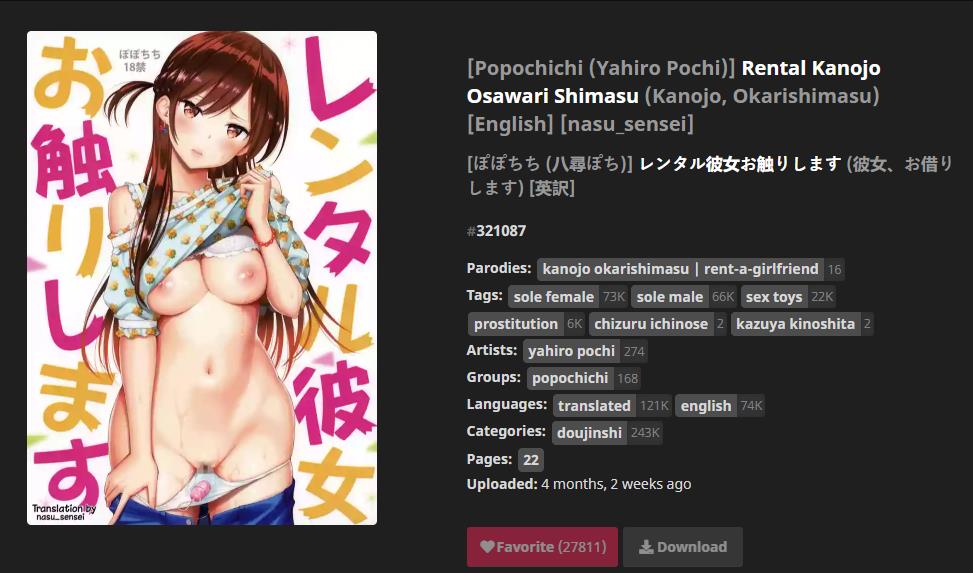 お触りします
レンタル彼女
ぽぽちち
18禁
Translation by
nasu_sensei
[Popochichi (Yahiro Pochi)] Rental Kanojo
Osawari Shimasu (Kanojo, Okarishimasu)
[English] [nasu_sensei]
[ぽぽちち (八尋ぽち)] レンタル彼女お触りします (彼女、お借り
します) [英訳]
#321087
Parodies: kanojo okarishimasu | rent-a-girlfriend 16
Tags: sole female 73K sole male 66K sex toys 22K
prostitution 6K chizuru ichinose 2 kazuya kinoshita 2
Artists: yahiro pochi 274
Groups: popochichi 168
Languages: translated 121K english 74K
Categories: doujinshi 243K
Pages: 22
Uploaded: 4 months, 2 weeks ago
Favorite (27811) Download